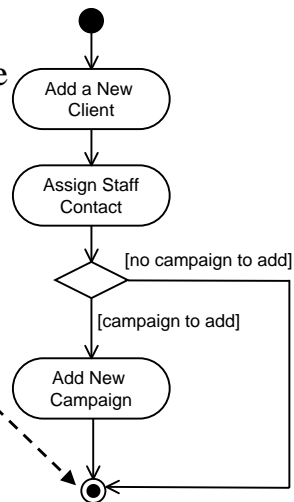 e
Add a New
Client
Assign Staff
Contact
[no campaign to add]
[campaign to add]
Add New
Campaign